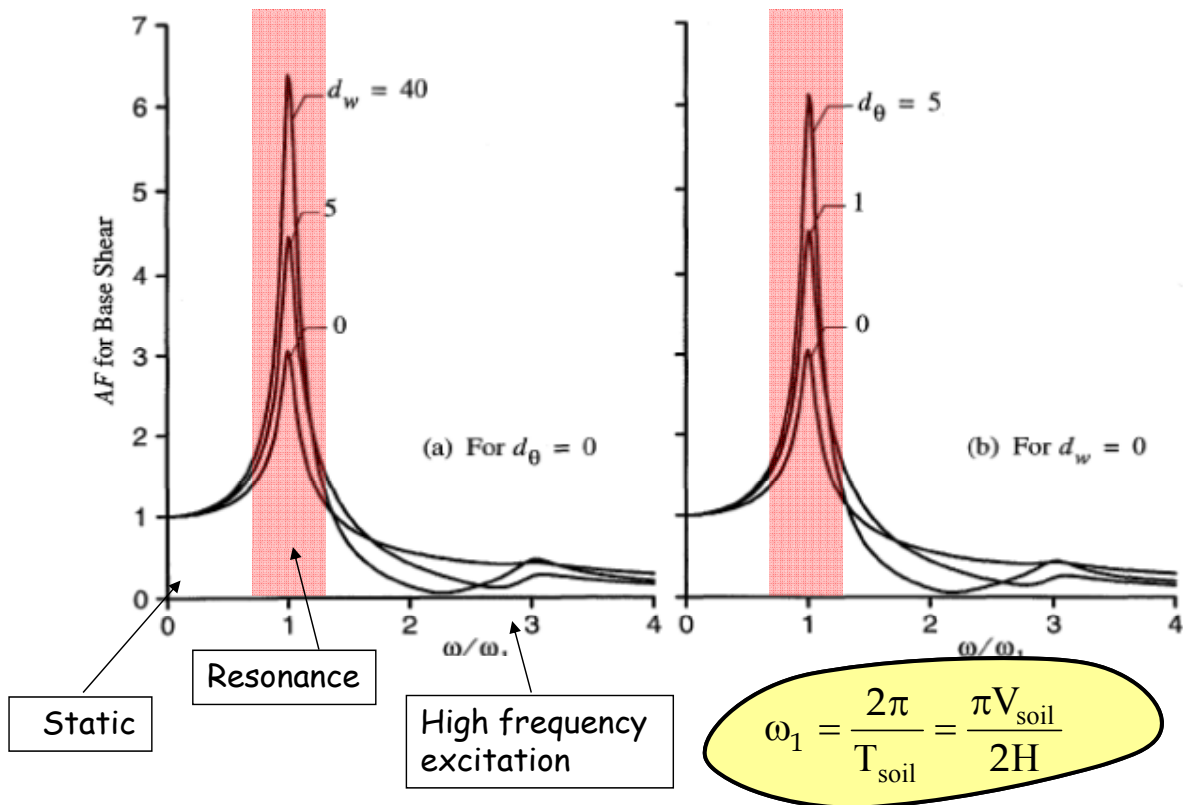 AF for Base Shear
7
6
5
4
3
2
1
0
d_w = 40
5
0
(a) For d_θ = 0
0 1 2 3 4
d_θ = 5
1
0
(b) For d_w = 0
0 1 2 3 4
ω/ω₁
Static
Resonance
High frequency
excitation
ω₁ = 2π / T_soil = πV_soil / 2H